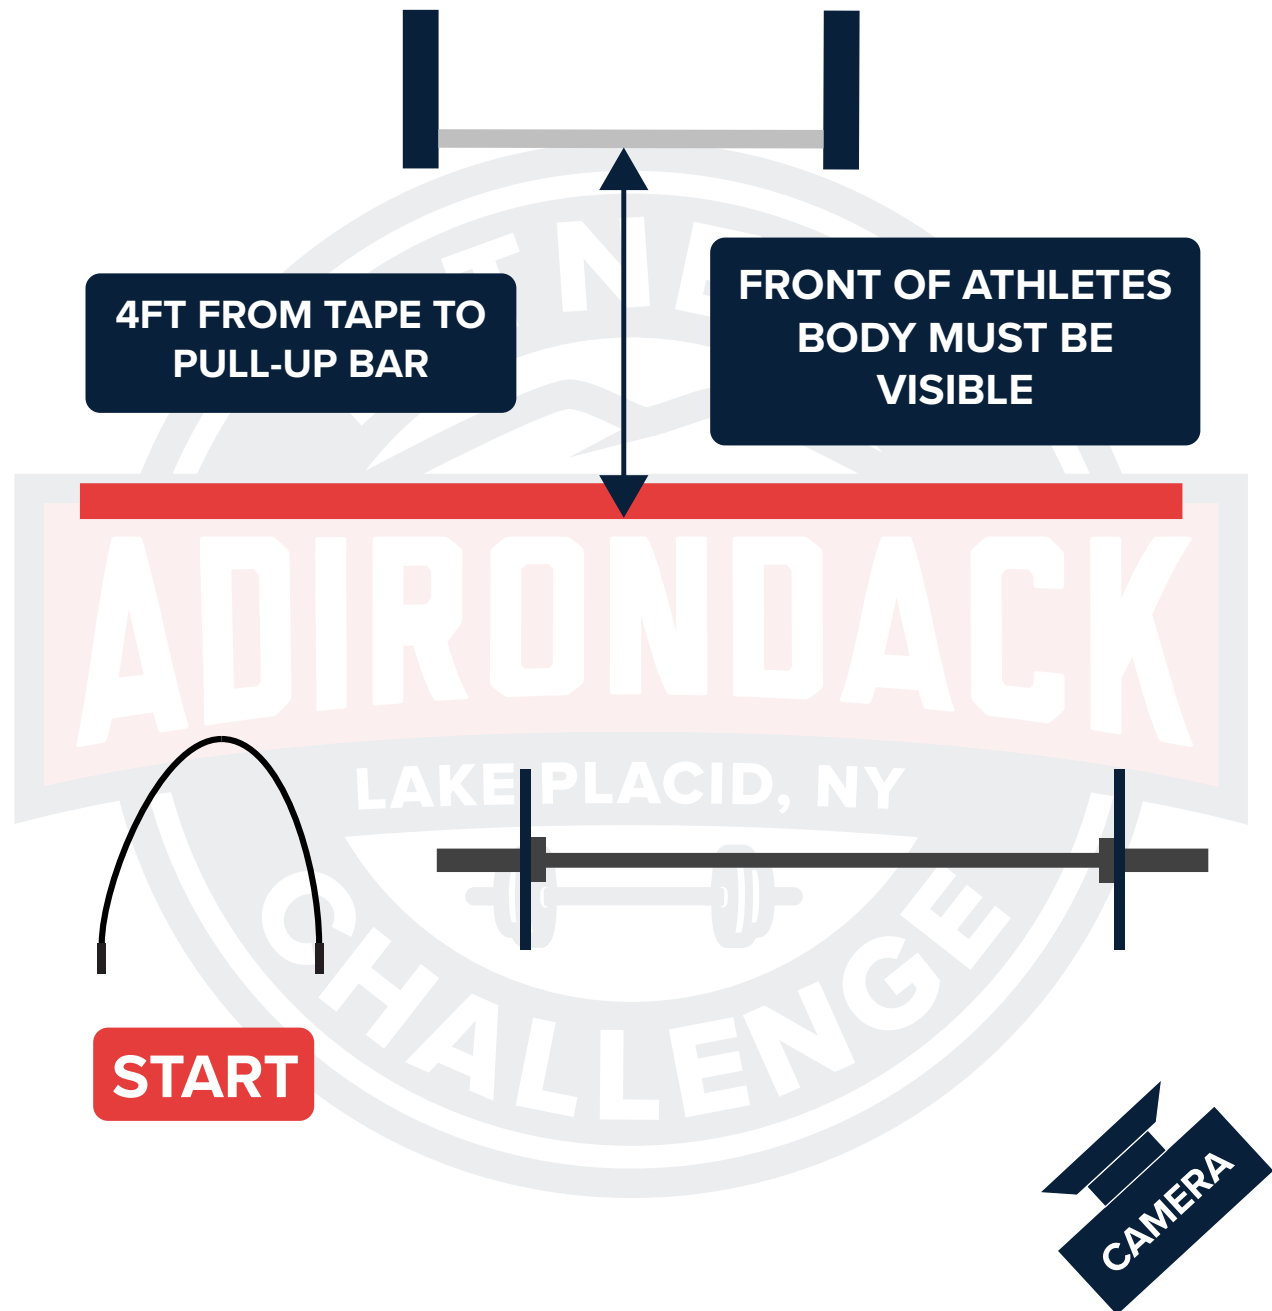 FITNESS
4FT FROM TAPE TO
PULL-UP BAR
FRONT OF ATHLETES
BODY MUST BE
VISIBLE
ADIRONDACK
LAKE PLACID, NY
CHALLENGE
START
CAMERA